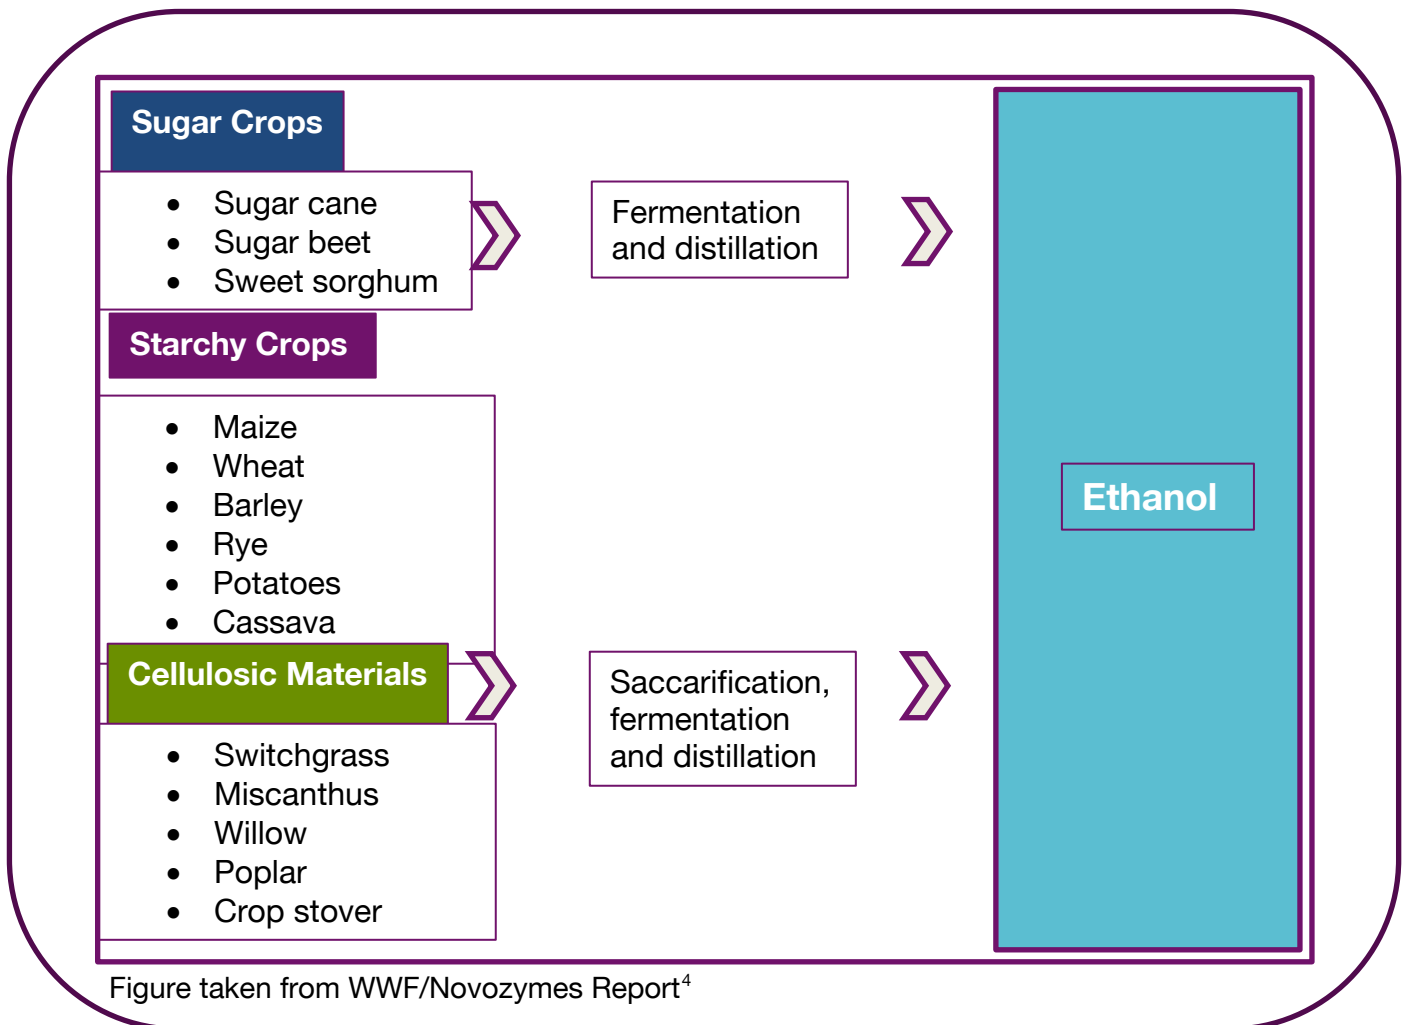 Sugar Crops
• Sugar cane
• Sugar beet
• Sweet sorghum
Fermentation
and distillation
Starchy Crops
• Maize
• Wheat
• Barley
• Rye
• Potatoes
• Cassava
Cellulosic Materials
• Switchgrass
• Miscanthus
• Willow
• Poplar
• Crop stover
Saccarification,
fermentation
and distillation
Ethanol
Figure taken from WWF/Novozymes Report⁴